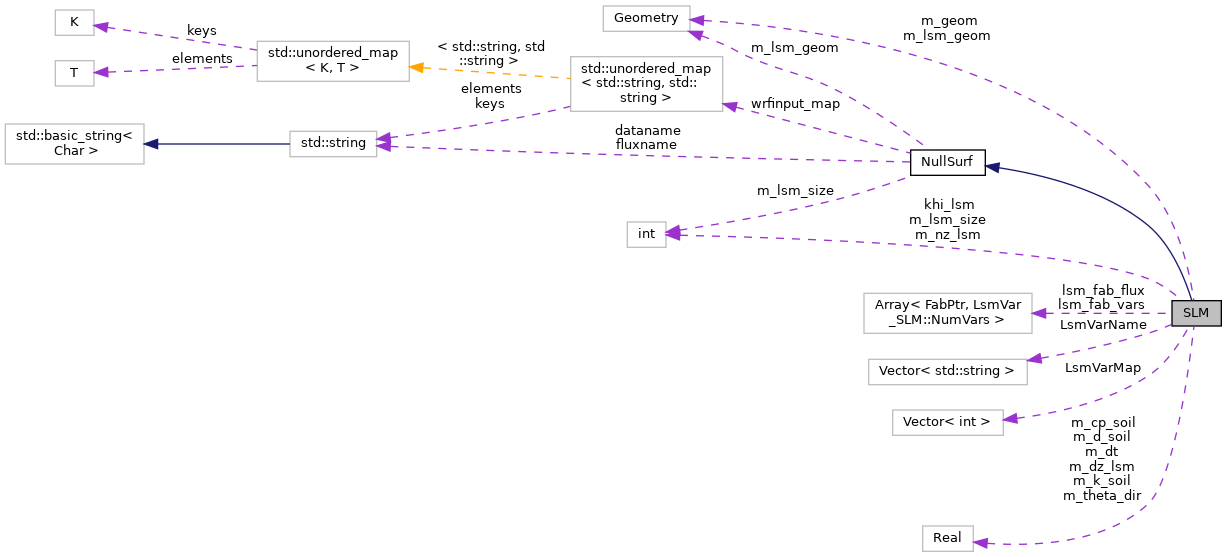 K
keys
T
elements
std::unordered_map
< K, T >
< std::string, std
::string >
std::unordered_map
< std::string, std::
string >
elements
keys
std::basic_string<
Char >
std::string
Geometry
m_geom
m_lsm_geom
m_lsm_geom
wrfinput_map
dataname
fluxname
NullSurf
m_lsm_size
int
khi_lsm
m_lsm_size
m_nz_lsm
Array< FabPtr, LsmVar
_SLM::NumVars >
lsm_fab_flux
lsm_fab_vars
SLM
LsmVarName
Vector< std::string >
LsmVarMap
Vector< int >
m_cp_soil
m_d_soil
m_dt
m_dz_lsm
m_k_soil
m_theta_dir
Real